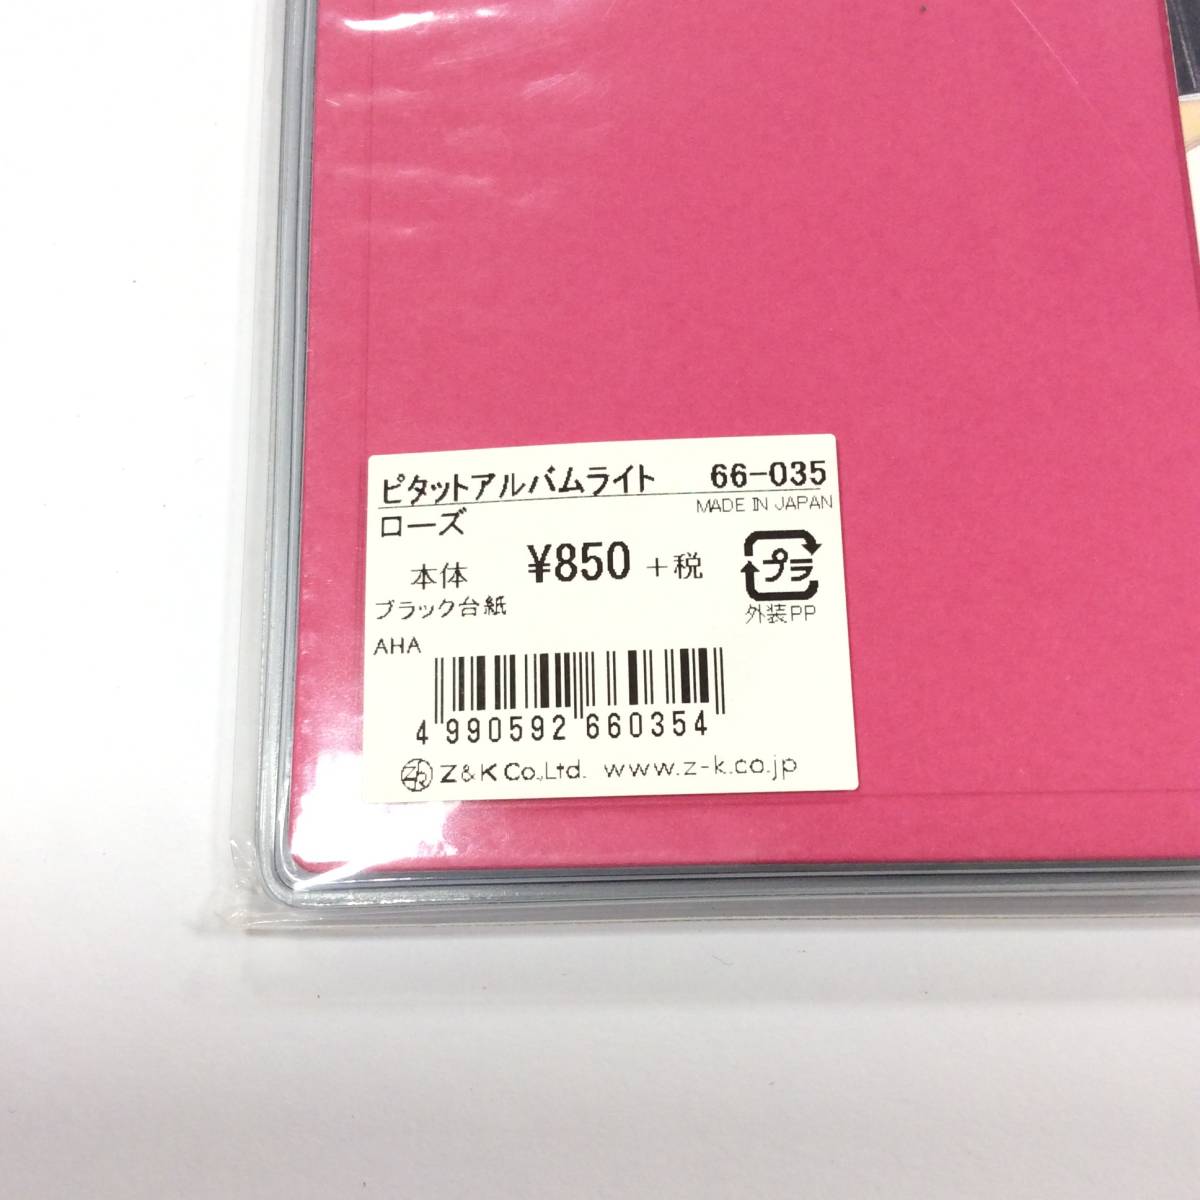 ピタットアルバムライト 66-035
MADE IN JAPAN
ローズ
本体 ¥850 +税
プラ
ブラック台紙
外装PP
AHA
4 990592 660354
ZK Z&K Co.,Ltd. www.z-k.co.jp